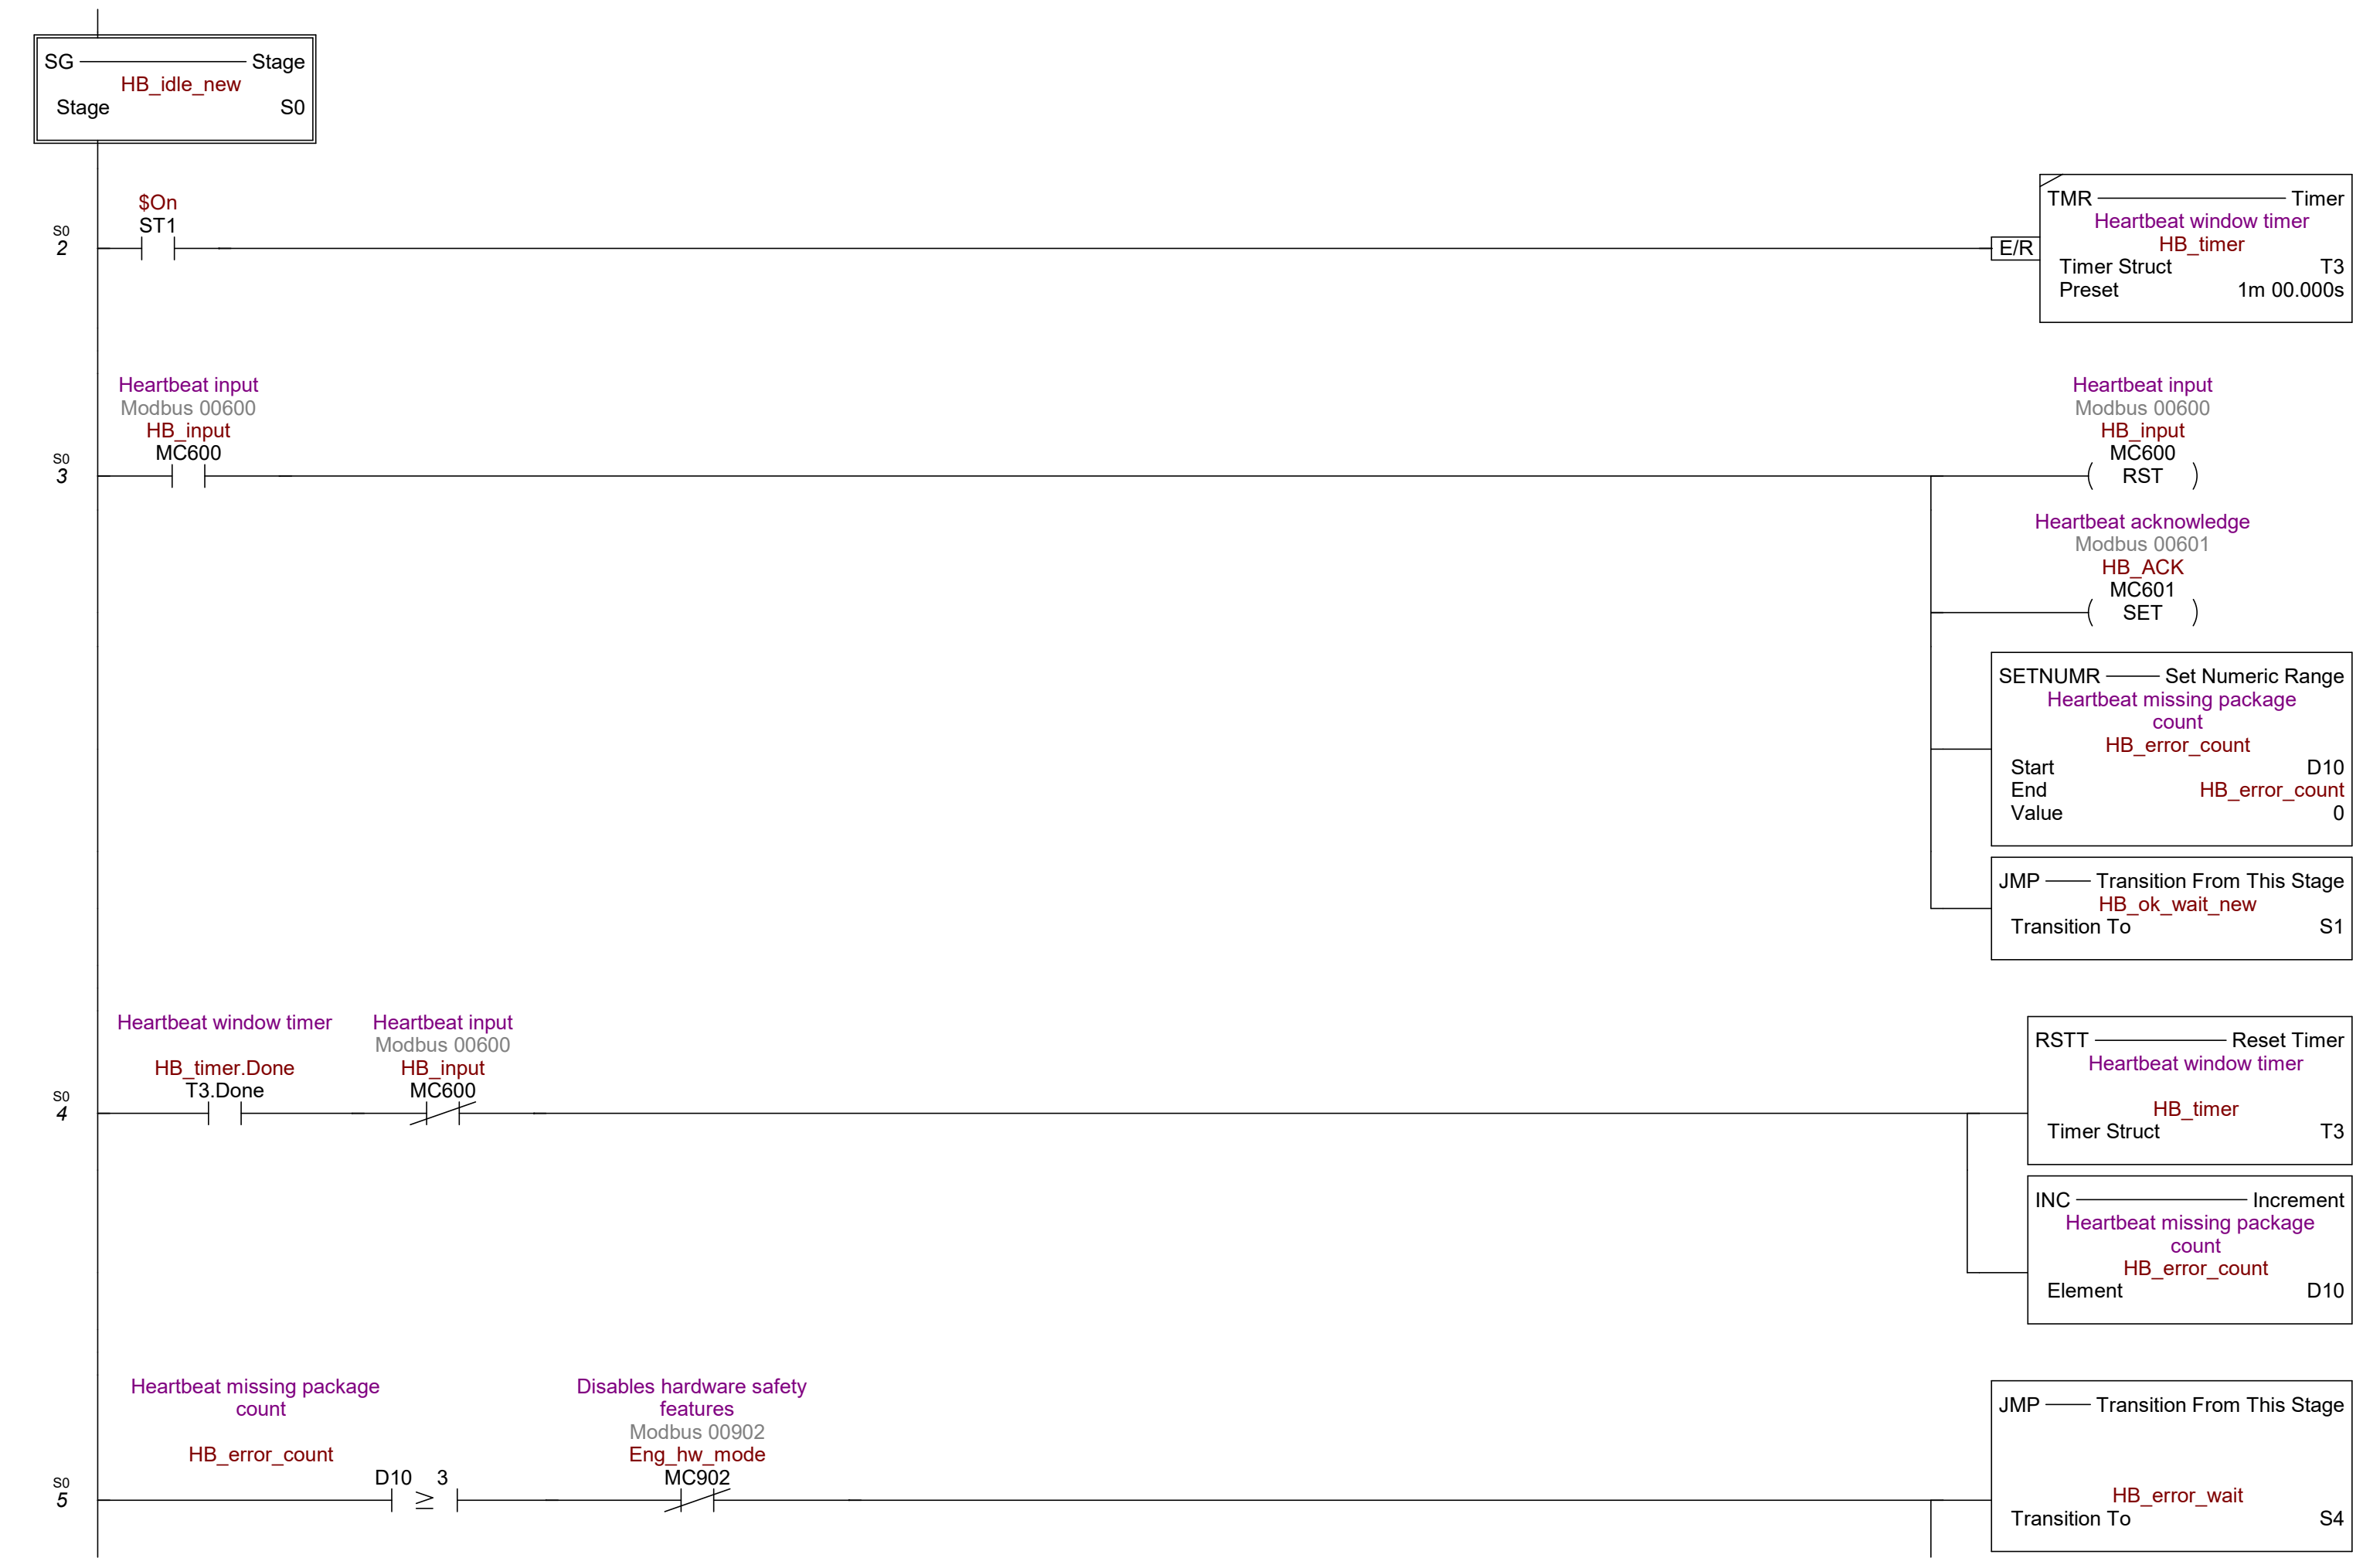 SG Stage
HB_idle_new
Stage S0
$On
ST1
S0
2
TMR Timer
Heartbeat window timer
HB_timer
E/R
Timer Struct T3
Preset 1m 00.000s
Heartbeat input
Modbus 00600
HB_input
MC600
S0
3
Heartbeat input
Modbus 00600
HB_input
MC600
RST
Heartbeat acknowledge
Modbus 00601
HB_ACK
MC601
SET
SETNUMR Set Numeric Range
Heartbeat missing package
count
HB_error_count
Start D10
End HB_error_count
Value 0
JMP Transition From This Stage
HB_ok_wait_new
Transition To S1
Heartbeat window timer
HB_timer.Done
T3.Done
Heartbeat input
Modbus 00600
HB_input
MC600
S0
4
RSTT Reset Timer
Heartbeat window timer
HB_timer
Timer Struct T3
INC Increment
Heartbeat missing package
count
HB_error_count
Element D10
Heartbeat missing package
count
HB_error_count
D10 ≥ 3
Disables hardware safety
features
Modbus 00902
Eng_hw_mode
MC902
S0
5
JMP Transition From This Stage
HB_error_wait
Transition To S4